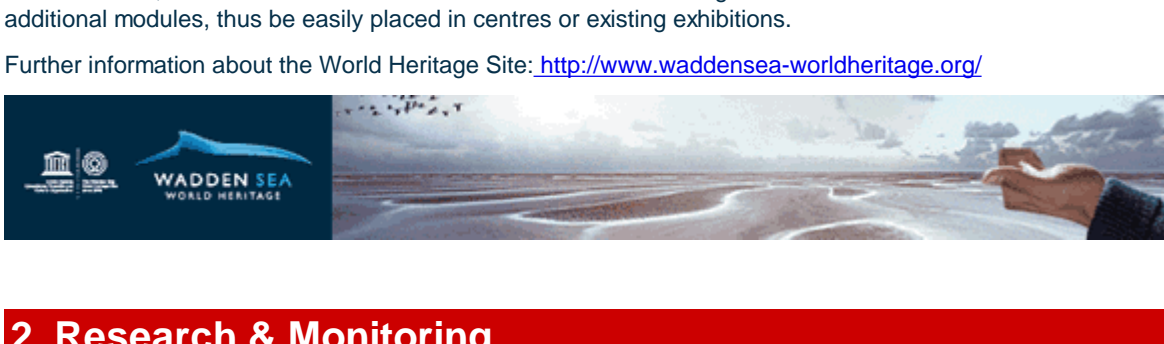 additional modules, thus be easily placed in centres or existing exhibitions.
Further information about the World Heritage Site: http://www.waddensea-worldheritage.org/
WADDEN SEA
WORLD HERITAGE
2. Research & Monitoring